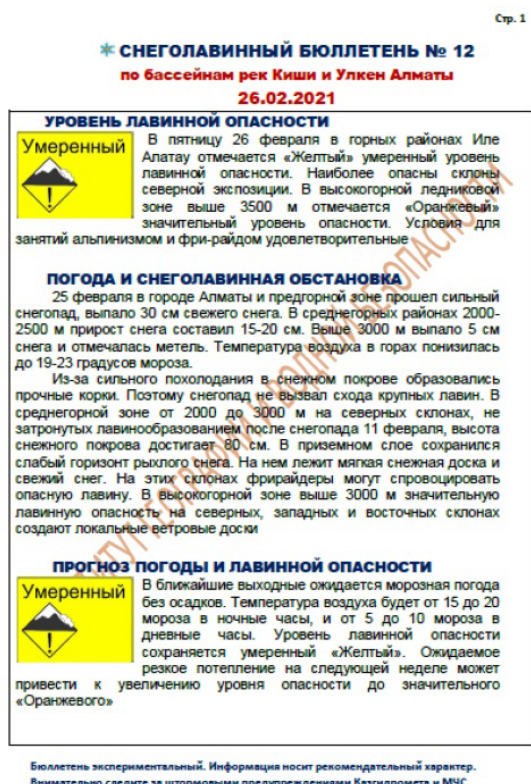 Стр. 1
СНЕГОЛАВИННЫЙ БЮЛЛЕТЕНЬ № 12
по бассейнам рек Киши и Улкен Алматы
26.02.2021
УРОВЕНЬ ЛАВИННОЙ ОПАСНОСТИ
Умеренный
В пятницу 26 февраля в горных районах Иле
Алатау отмечается «Желтый» умеренный уровень
лавинной опасности. Наиболее опасны склоны
северной экспозиции. В высокогорной ледниковой
зоне выше 3500 м отмечается «Оранжевый»
значительный уровень опасности. Условия для
занятий альпинизмом и фри-райдом удовлетворительные
ПОГОДА И СНЕГОЛАВИННАЯ ОБСТАНОВКА
25 февраля в городе Алматы и предгорной зоне прошел сильный
снегопад, выпало 30 см свежего снега. В среднегорных районах 2000-
2500 м прирост снега составил 15-20 см. Выше 3000 м выпало 5 см
снега и отмечалась метель. Температура воздуха в горах понизилась
до 19-23 градусов мороза.
Из-за сильного похолодания в снежном покрове образовались
прочные корки. Поэтому снегопад не вызвал схода крупных лавин. В
среднегорной зоне от 2000 до 3000 м на северных склонах, не
затронутых лавинообразованием после снегопада 11 февраля, высота
снежного покрова достигает 80 см. В приземном слое сохранился
слабый горизонт рыхлого снега. На нем лежит мягкая снежная доска и
свежий снег. На этих склонах фрирайдеры могут спровоцировать
опасную лавину. В высокогорной зоне выше 3000 м значительную
лавинную опасность на северных, западных и восточных склонах
создают локальные ветровые доски
ПРОГНОЗ ПОГОДЫ И ЛАВИННОЙ ОПАСНОСТИ
Умеренный
В ближайшие выходные ожидается морозная погода
без осадков. Температура воздуха будет от 15 до 20
мороза в ночные часы, и от 5 до 10 мороза в
дневные часы. Уровень лавинной опасности
сохраняется умеренный «Желтый». Ожидаемое
резкое потепление на следующей неделе может
привести к увеличению уровня опасности до значительного
«Оранжевого»
Бюллетень экспериментальный. Информация носит рекомендательный характер.
Внимательно следите за штормовыми предупреждениями Казгидромета и МЧС